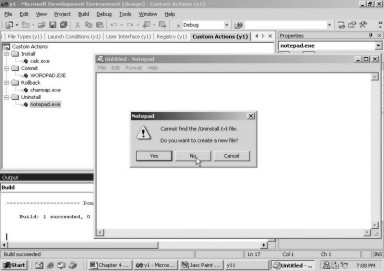 y1 - Microsoft Development Environment [design] - Custom Actions (y1)
File Edit View Project Build Debug Tools Window Help
Debug
File Types (y1) Launch Conditions (y1) User Interface (y1) Registry (y1) Custom Actions (y1)
Properties
notepad.exe
Custom Actions
Install
calc.exe
Commit
WORDPAD.EXE
Rollback
charmap.exe
Uninstall
notepad.exe
Untitled - Notepad
File Edit Format Help
Notepad
Cannot find the /Uninstall.txt file.
Do you want to create a new file?
Yes No Cancel
Output
Build
Build: 1 succeeded, 0
Build succeeded
Ln 17 Col 1 Ch 1 INS
Start Chapter 4 ... y1 - Micros... Jasc Paint ... y11 Untitled - ... 7:08 PM